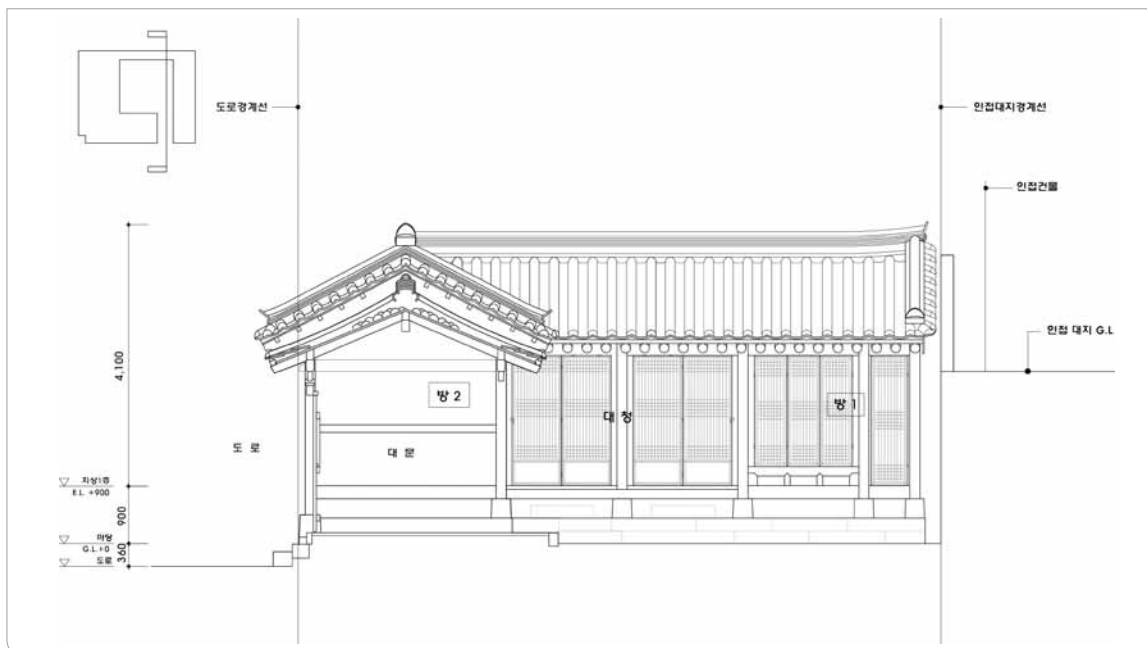 도로경계선
인접대지경계선
인접건물
인접 대지 G.L
4,100
방 2
대 청
방 1
도 로
대 문
지상1층
E.L. +900
900
마당
G.L.+0
360
도로